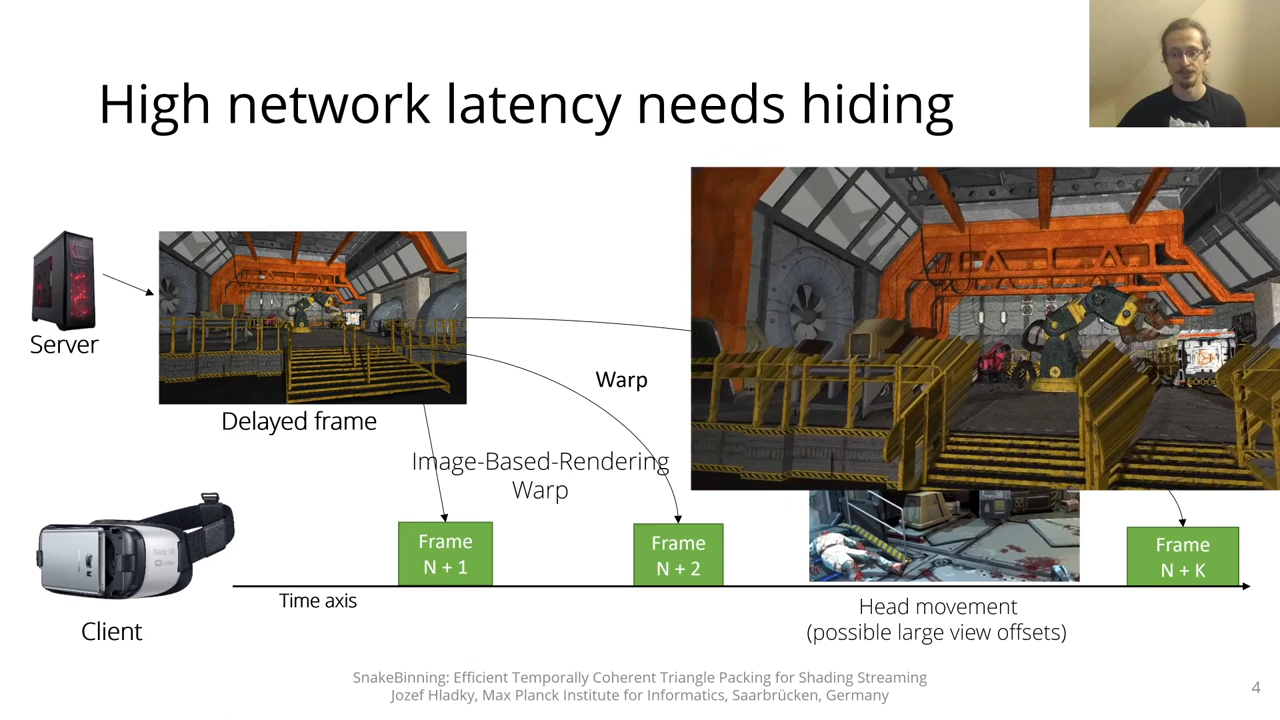 High network latency needs hiding
Server
Delayed frame
Warp
Image-Based-Rendering
Warp
Frame
N + 1
Frame
N + 2
Frame
N + K
Time axis
Client
Head movement
(possible large view offsets)
SnakeBinning: Efficient Temporally Coherent Triangle Packing for Shading Streaming
Jozef Hladky, Max Planck Institute for Informatics, Saarbrücken, Germany
4